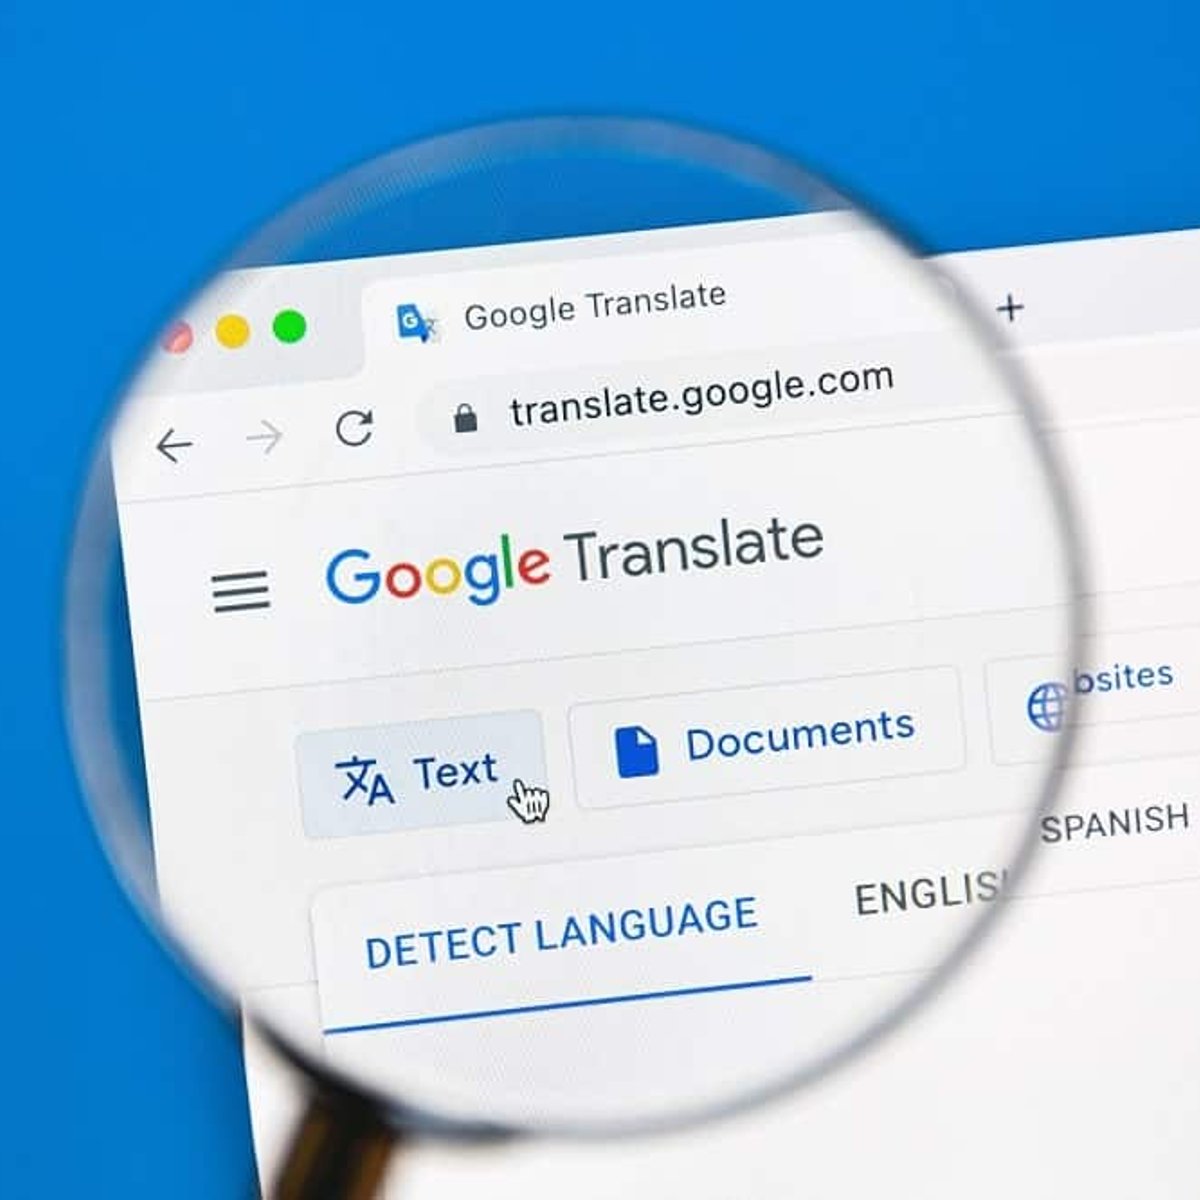 Google Translate
translate.google.com
Google Translate
Text
Documents
bsites
DETECT LANGUAGE
ENGLIS
SPANISH